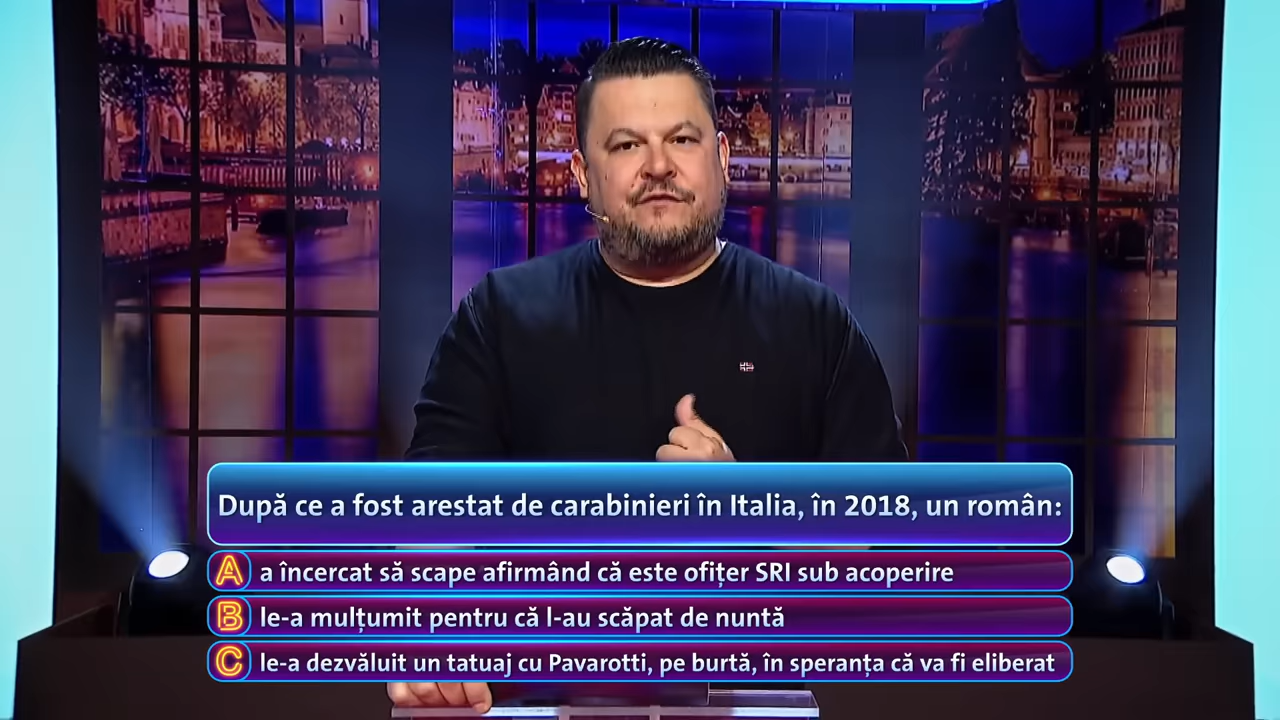 După ce a fost arestat de carabinieri în Italia, în 2018, un român:
A a încercat să scape afirmând că este ofițer SRI sub acoperire
B le-a mulțumit pentru că l-au scăpat de nuntă
C le-a dezvăluit un tatuaj cu Pavarotti, pe burtă, în speranța că va fi eliberat